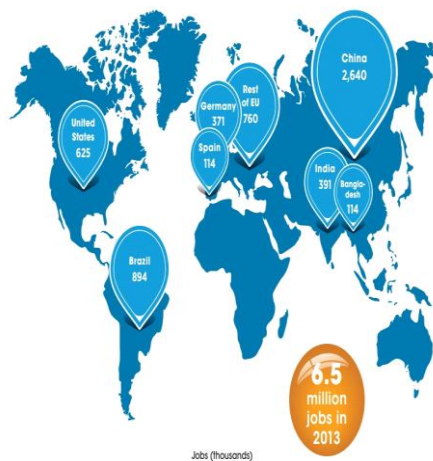 China
2,640
Rest
of EU
760
Germany
371
United
States
625
Spain
114
India
391
Bangla-
desh
114
Brazil
894
6.5
million
jobs in
2013
Jobs (thousands)